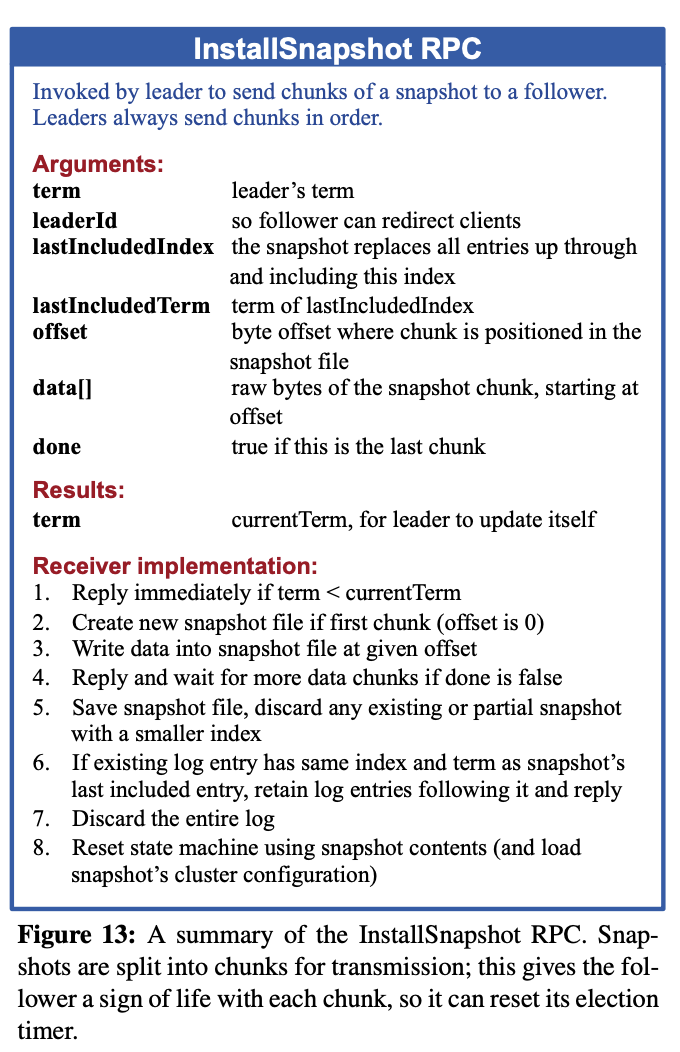 InstallSnapshot RPC
Invoked by leader to send chunks of a snapshot to a follower.
Leaders always send chunks in order.
Arguments:
term leader’s term
leaderId so follower can redirect clients
lastIncludedIndex the snapshot replaces all entries up through
and including this index
lastIncludedTerm term of lastIncludedIndex
offset byte offset where chunk is positioned in the
snapshot file
data[] raw bytes of the snapshot chunk, starting at
offset
done true if this is the last chunk
Results:
term currentTerm, for leader to update itself
Receiver implementation:
1. Reply immediately if term < currentTerm
2. Create new snapshot file if first chunk (offset is 0)
3. Write data into snapshot file at given offset
4. Reply and wait for more data chunks if done is false
5. Save snapshot file, discard any existing or partial snapshot
with a smaller index
6. If existing log entry has same index and term as snapshot’s
last included entry, retain log entries following it and reply
7. Discard the entire log
8. Reset state machine using snapshot contents (and load
snapshot’s cluster configuration)
Figure 13: A summary of the InstallSnapshot RPC. Snap-
shots are split into chunks for transmission; this gives the fol-
lower a sign of life with each chunk, so it can reset its election
timer.